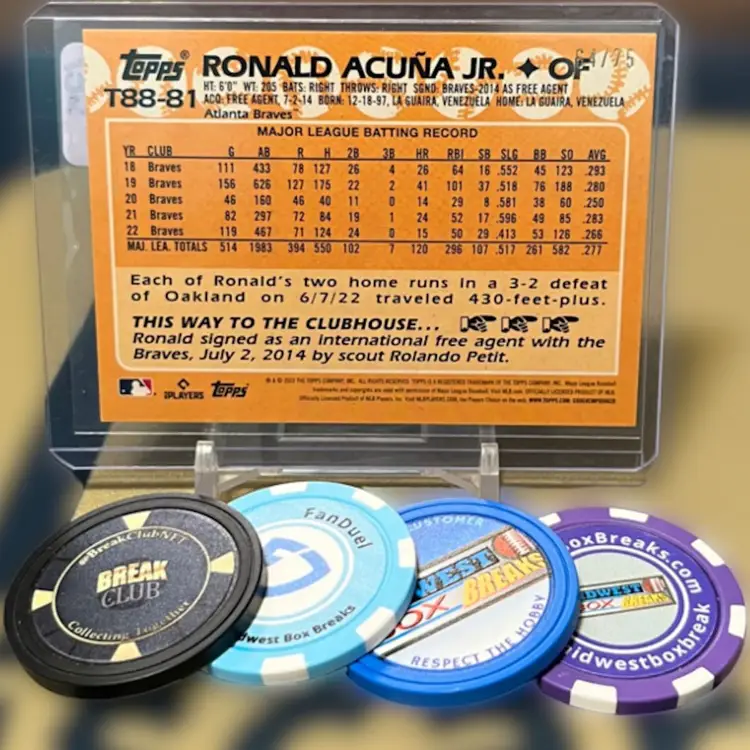 Topps® RONALD ACUÑA JR. ✦ OF 64/75
T88-81 HT: 6'0" WT: 205 BATS: RIGHT THROWS: RIGHT SGND: BRAVES-2014 AS FREE AGENT
ACQ: FREE AGENT, 7-2-14 BORN: 12-18-97, LA GUAIRA, VENEZUELA HOME: LA GUAIRA, VENEZUELA
Atlanta Braves™
MAJOR LEAGUE BATTING RECORD
YR CLUB G AB R H 2B 3B HR RBI SB SLG BB SO AVG
18 Braves 111 433 78 127 26 4 26 64 16 .552 45 123 .293
19 Braves 156 626 127 175 22 2 41 101 37 .518 76 188 .280
20 Braves 46 160 46 40 11 0 14 29 8 .581 38 60 .250
21 Braves 82 297 72 84 19 1 24 52 17 .596 49 85 .283
22 Braves 119 467 71 124 24 0 15 50 29 .413 53 126 .266
MAJ. LEA. TOTALS 514 1983 394 550 102 7 120 296 107 .517 261 582 .277
Each of Ronald's two home runs in a 3-2 defeat
of Oakland on 6/7/22 traveled 430-feet-plus.
THIS WAY TO THE CLUBHOUSE...
Ronald signed as an international free agent with the
Braves, July 2, 2014 by scout Rolando Petit.
PLAYERS Topps
@BreakClubNFT
BREAK
CLUB
Collecting Together
FanDuel
dwest Box Breaks
CUSTOMER
WEST
BOX BREAKS
RESPECT THE HOBBY
oxBreaks.com
DWEST
BOX BREAKS
idwestboxbreak